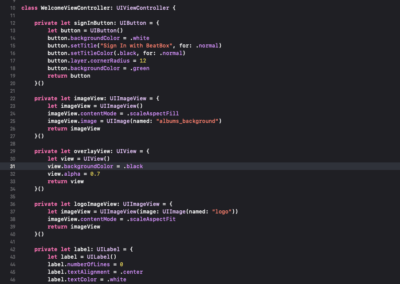 10 class WelcomeViewController: UIViewController {
11
12 private let signInButton: UIButton = {
13 let button = UIButton()
14 button.backgroundColor = .white
15 button.setTitle("Sign In with BeatBox", for: .normal)
16 button.setTitleColor(.black, for: .normal)
17 button.layer.cornerRadius = 12
18 button.backgroundColor = .green
19 return button
20 }()
21
22 private let imageView: UIImageView = {
23 let imageView = UIImageView()
24 imageView.contentMode = .scaleAspectFill
25 imageView.image = UIImage(named: "albums_background")
26 return imageView
27 }()
28
29 private let overlayView: UIView = {
30 let view = UIView()
31 view.backgroundColor = .black
32 view.alpha = 0.7
33 return view
34 }()
35
36 private let logoImageView: UIImageView = {
37 let imageView = UIImageView(image: UIImage(named: "logo"))
38 imageView.contentMode = .scaleAspectFit
39 return imageView
40 }()
41
42 private let label: UILabel = {
43 let label = UILabel()
44 label.numberOfLines = 0
45 label.textAlignment = .center
46 label.textColor = .white